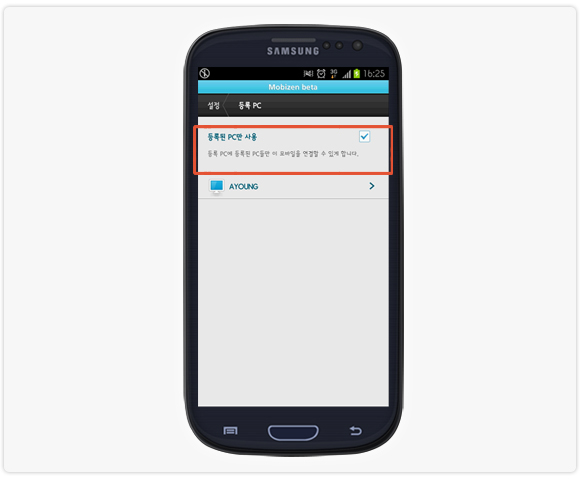 SAMSUNG
3G 16:25
Mobizen beta
설정 등록 PC
등록된 PC만 사용
등록 PC에 등록된 PC들만 이 모바일을 연결할 수 있게 합니다.
AYOUNG